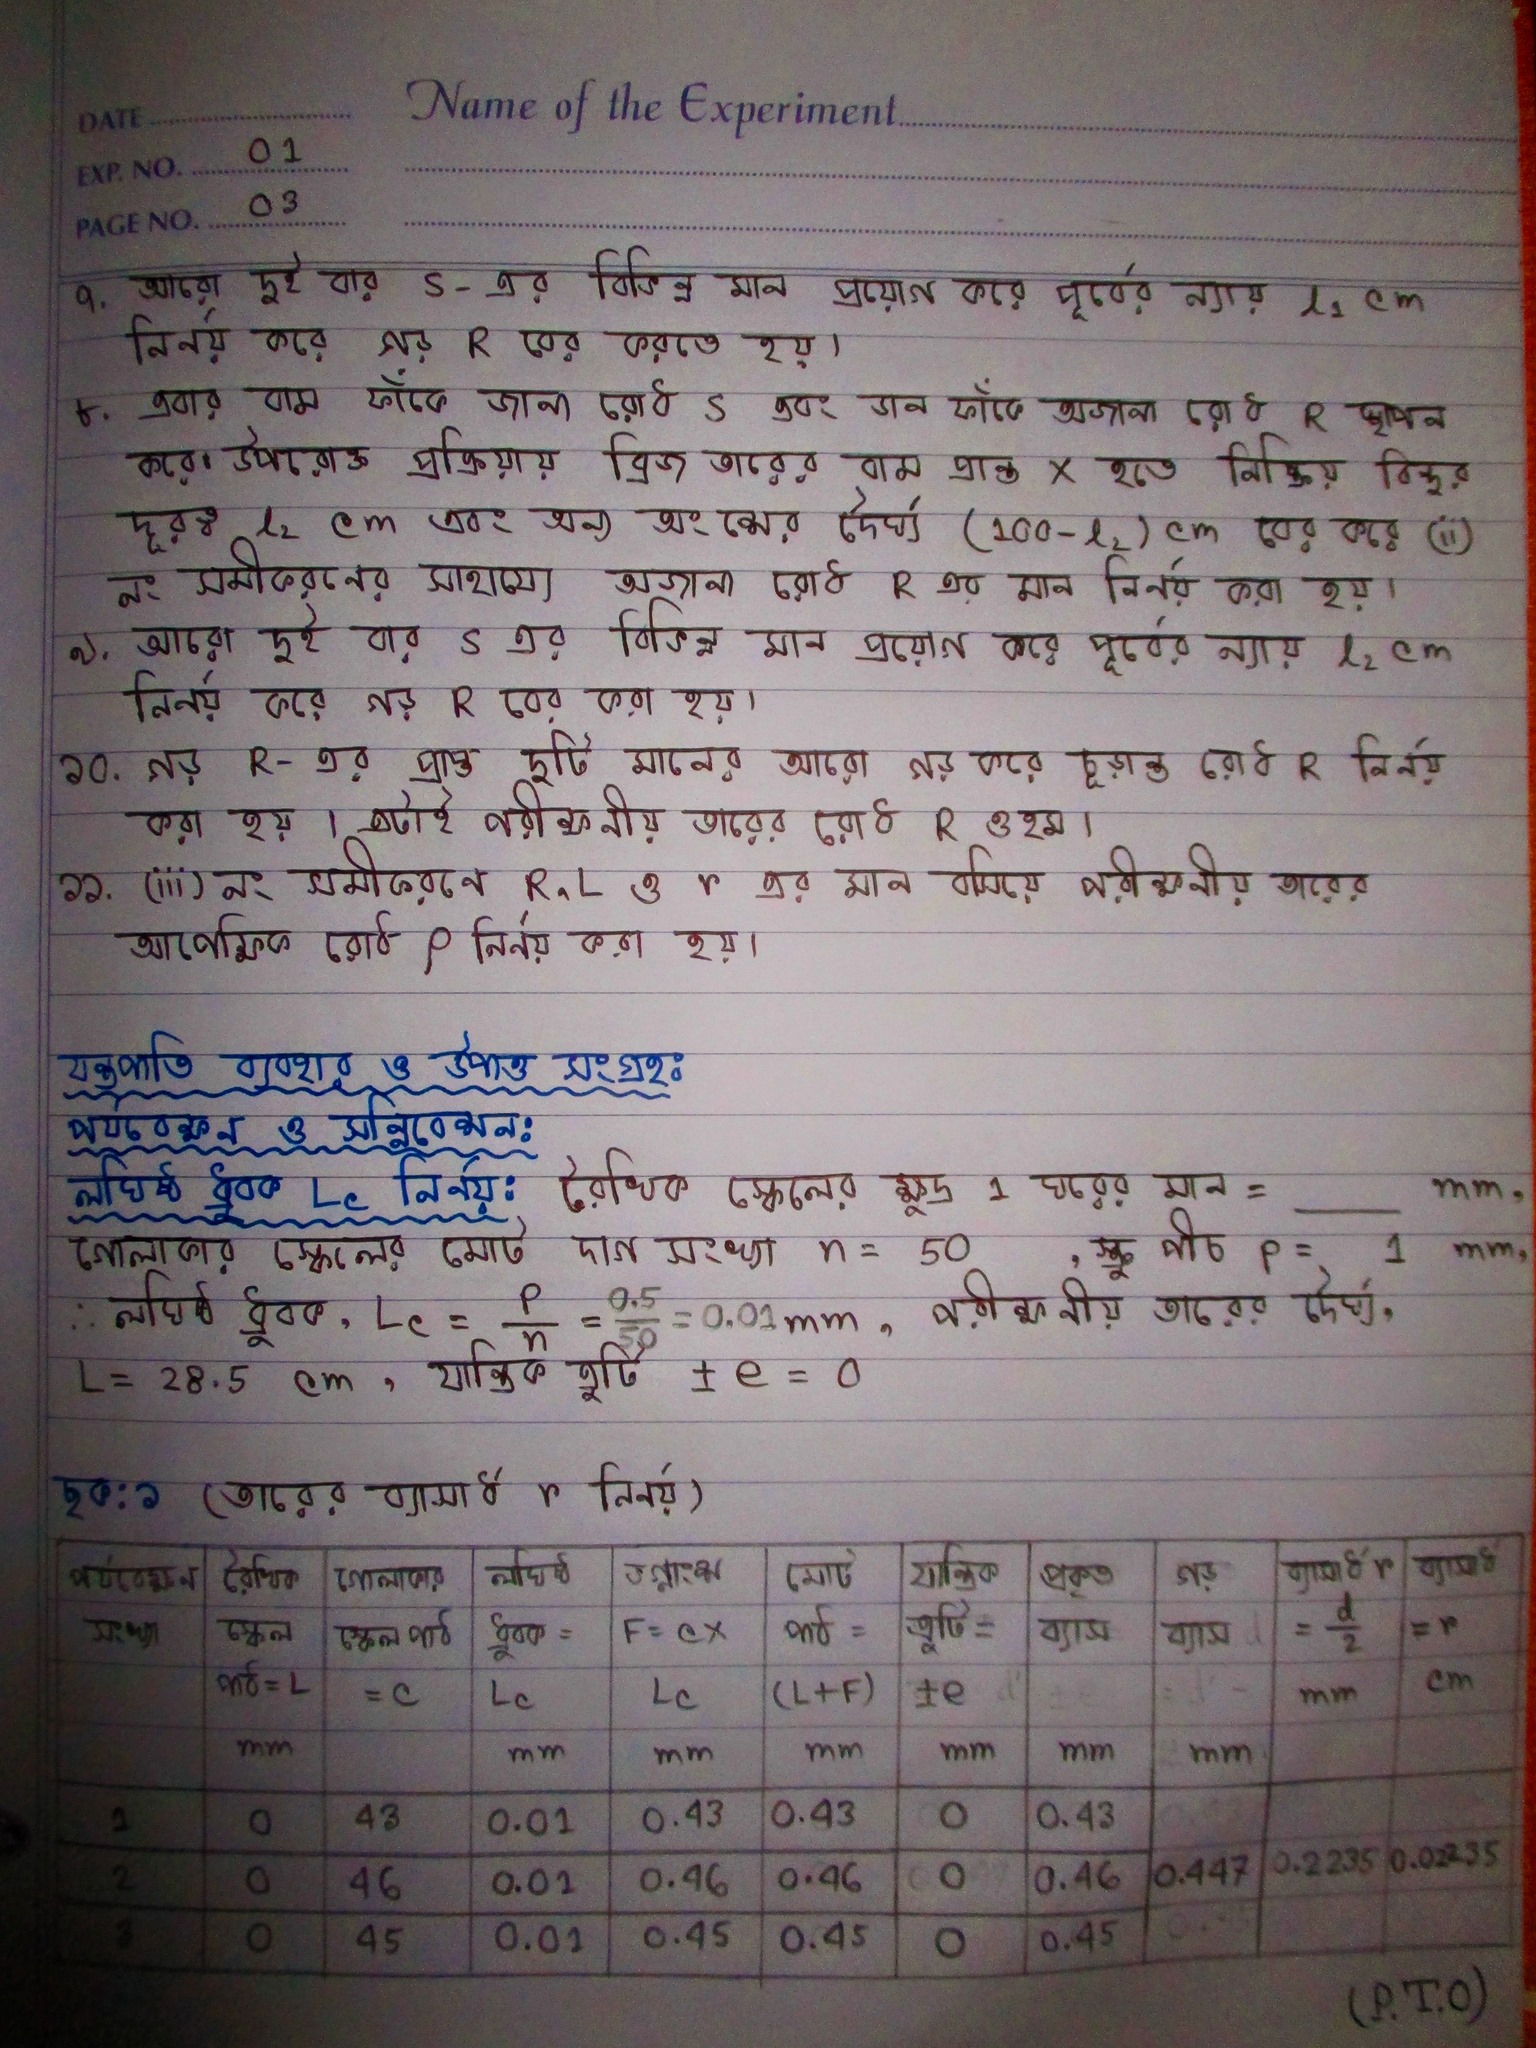 Name of the Experiment
DATE
EXP. NO. 01
PAGE NO. 03
৭. আরো দুই বার S- এর বিভিন্ন মান প্রয়োগ করে পূর্বের ন্যায় l₁ cm
নির্ণয় করে গড় R বের করতে হয়।
৮. এবার বাম ফাঁকে জানা রোধ S এবং ডান ফাঁকে অজানা রোধ R স্থাপন
করে। উপরোক্ত প্রক্রিয়ায় ব্রিজ তারের বাম প্রান্ত X হতে নিষ্ক্রিয় বিন্দুর
দূরত্ব l₂ cm এবং অন্য অংশের দৈর্ঘ্য (100-l₂) cm বের করে (ii)
নং সমীকরনের সাহায্যে অজানা রোধ R এর মান নির্ণয় করা হয়।
৯. আরো দুই বার S এর বিভিন্ন মান প্রয়োগ করে পূর্বের ন্যায় l₂ cm
নির্ণয় করে গড় R বের করা হয়।
১০. গড় R- এর প্রাপ্ত দুটি মানের আরো গড় করে চূড়ান্ত রোধ R নির্ণয়
করা হয়। এটাই পরীক্ষনীয় তারের রোধ R ওহম।
১১. (iii) নং সমীকরনে R, L ও r এর মান বসিয়ে পরীক্ষনীয় তারের
আপেক্ষিক রোধ ρ নির্ণয় করা হয়।
যন্ত্রপাতি ব্যবহার ও উপাত্ত সংগ্রহঃ
পর্যবেক্ষন ও সন্নিবেশনঃ
লঘিষ্ঠ ধ্রুবক Lc নির্ণয়ঃ রৈখিক স্কেলের ক্ষুদ্র 1 ঘরের মান = ____ mm,
গোলাকার স্কেলের মোট দাগ সংখ্যা n = 50 , স্ক্রু পীচ p = 1 mm,
∴ লঘিষ্ঠ ধ্রুবক, Lc = P/n = 0.5/50 = 0.01 mm, পরীক্ষনীয় তারের দৈর্ঘ্য,
L = 28.5 cm, যান্ত্রিক ত্রুটি ± e = 0
ছক:১ (তারের ব্যাসার্ধ r নির্ণয়)
পর্যবেক্ষন রৈখিক গোলাকার লঘিষ্ঠ ভগ্নাংশ মোট যান্ত্রিক প্রকৃত গড় ব্যাসার্ধ r ব্যাসার্ধ
সংখ্যা স্কেল স্কেল পাঠ ধ্রুবক = F = C× পাঠ = ত্রুটি = ব্যাস ব্যাস = d/2 = r
পাঠ = L = C Lc Lc (L+F) ±e mm cm
mm mm mm mm mm mm mm
1 0 43 0.01 0.43 0.43 0 0.43
2 0 46 0.01 0.46 0.46 0 0.46 0.447 0.2235 0.02235
3 0 45 0.01 0.45 0.45 0 0.45
(P.T.O)